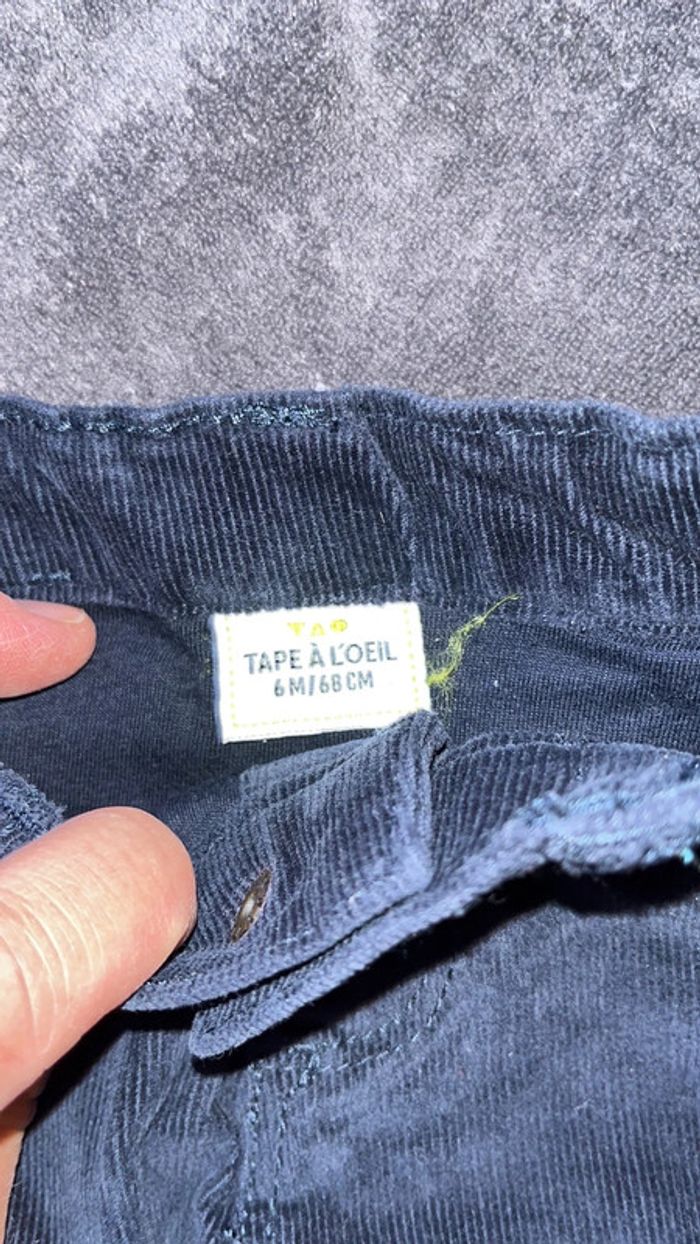 TAO
TAPE À L'OEIL
6M/68CM